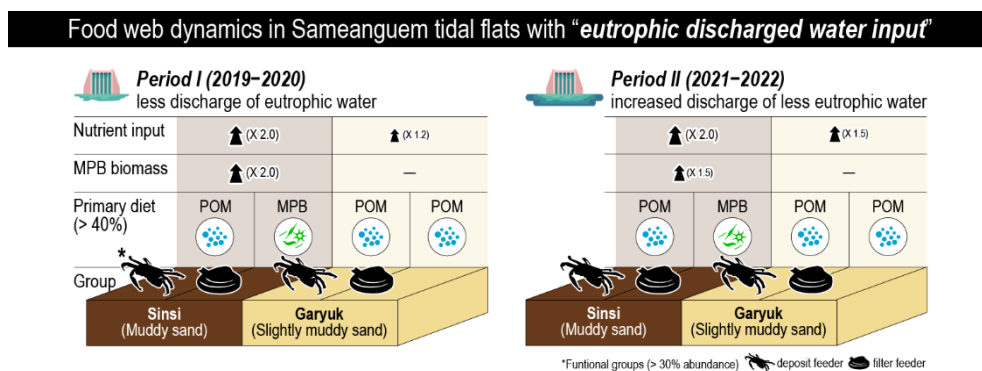 Food web dynamics in Sameanguem tidal flats with “eutrophic discharged water input”
Period I (2019−2020)
less discharge of eutrophic water
Nutrient input
(X 2.0)
(X 1.2)
MPB biomass
(X 2.0)
—
Primary diet
(> 40%)
POM
MPB
POM
POM
*
Group
Sinsi
(Muddy sand)
Garyuk
(Slightly muddy sand)
Period II (2021−2022)
increased discharge of less eutrophic water
(X 2.0)
(X 1.5)
(X 1.5)
—
POM
MPB
POM
POM
Sinsi
(Muddy sand)
Garyuk
(Slightly muddy sand)
*Funtional groups (> 30% abundance) deposit feeder filter feeder